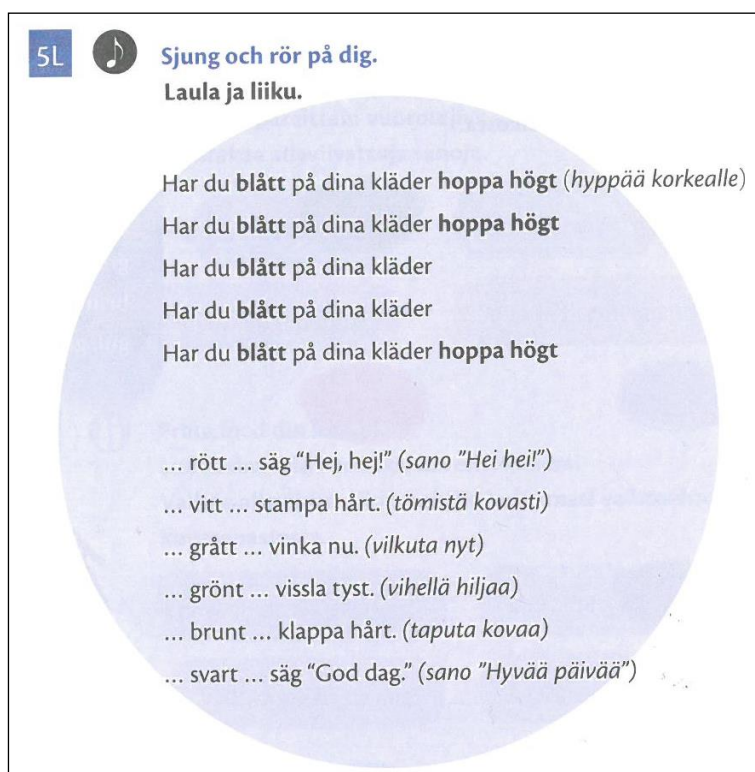 5L
Sjung och rör på dig.
Laula ja liiku.
Har du blått på dina kläder hoppa högt (hyppää korkealle)
Har du blått på dina kläder hoppa högt
Har du blått på dina kläder
Har du blått på dina kläder
Har du blått på dina kläder hoppa högt
... rött ... säg “Hej, hej!” (sano "Hei hei!")
... vitt ... stampa hårt. (tömistä kovasti)
... grått ... vinka nu. (vilkuta nyt)
... grönt ... vissla tyst. (vihellä hiljaa)
... brunt ... klappa hårt. (taputa kovaa)
... svart ... säg “God dag.” (sano "Hyvää päivää")